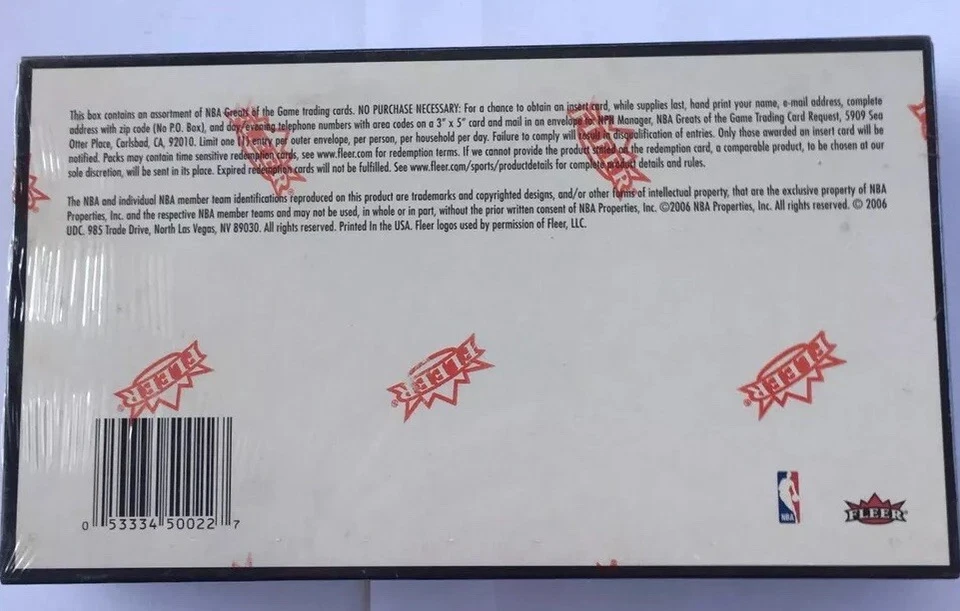 This box contains an assortment of NBA Greats of the Game trading cards. NO PURCHASE NECESSARY: For a chance to obtain an insert card, while supplies last, hand print your name, e-mail address, complete
address with zip code (No P.O. Box), and day/evening telephone numbers with area codes on a 3" x 5" card and mail in an envelope to: NPN Manager, NBA Greats of the Game Trading Card Request, 5909 Sea
Otter Place, Carlsbad, CA, 92010. Limit one (1) entry per outer envelope, per person, per household per day. Failure to comply will result in disqualification of entries. Only those awarded an insert card will be
notified. Packs may contain time sensitive redemption cards, see www.fleer.com for redemption terms. If we cannot provide the product stated on the redemption card, a comparable product, to be chosen at our
sole discretion, will be sent in its place. Expired redemption cards will not be fulfilled. See www.fleer.com/sports/productdetails for complete product details and rules.
The NBA and individual NBA member team identifications reproduced on this product are trademarks and copyrighted designs, and/or other forms of intellectual property, that are the exclusive property of NBA
Properties, Inc. and the respective NBA member teams and may not be used, in whole or in part, without the prior written consent of NBA Properties, Inc. ©2006 NBA Properties, Inc. All rights reserved. © 2006
UDC. 985 Trade Drive, North Las Vegas, NV 89030. All rights reserved. Printed In the USA. Fleer logos used by permission of Fleer, LLC.
FLEER®
FLEER®
FLEER®
0 53334 50022 7
NBA
FLEER